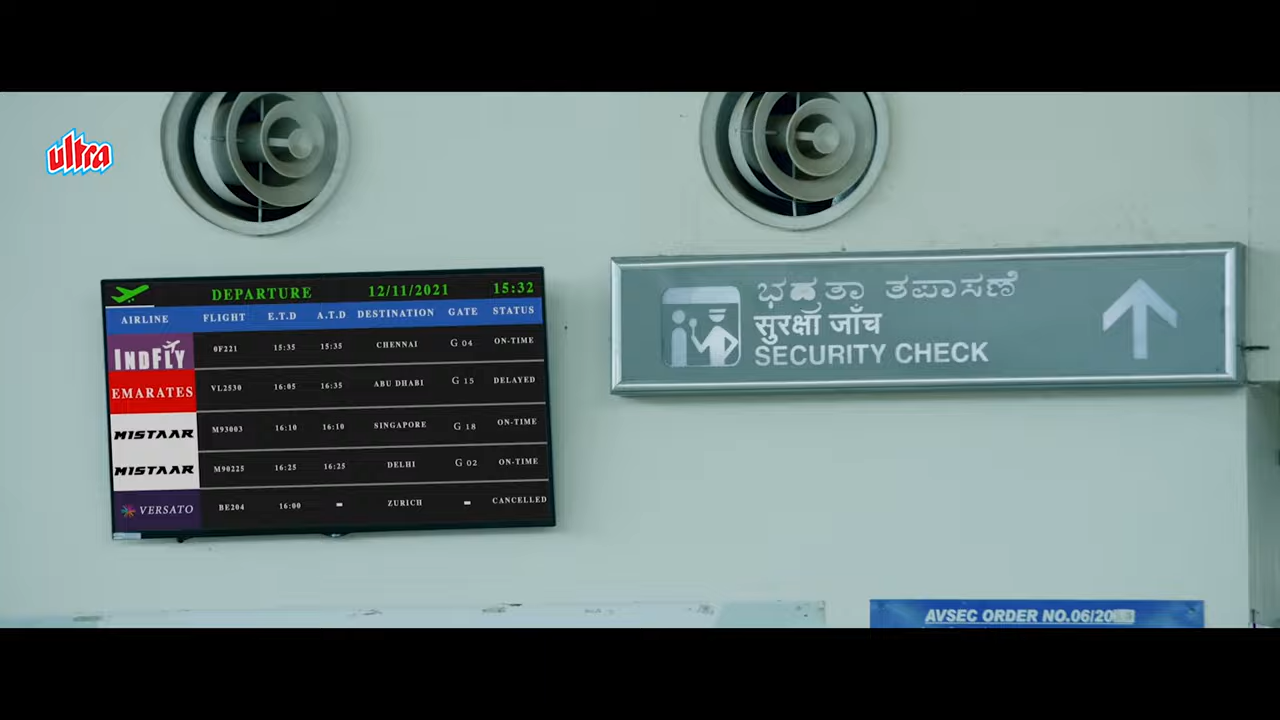 ultra
DEPARTURE 12/11/2021 15:32
AIRLINE FLIGHT E.T.D A.T.D DESTINATION GATE STATUS
INDFLY 0F221 15:35 15:35 CHENNAI G 04 ON-TIME
EMARATES VL2530 16:05 16:35 ABU DHABI G 15 DELAYED
MISTAAR M93003 16:10 16:10 SINGAPORE G 18 ON-TIME
MISTAAR M90225 16:25 16:25 DELHI G 02 ON-TIME
VERSATO BE204 16:00 - ZURICH - CANCELLED
ಭದ್ರತಾ ತಪಾಸಣೆ
सुरक्षा जाँच
SECURITY CHECK
AVSEC ORDER